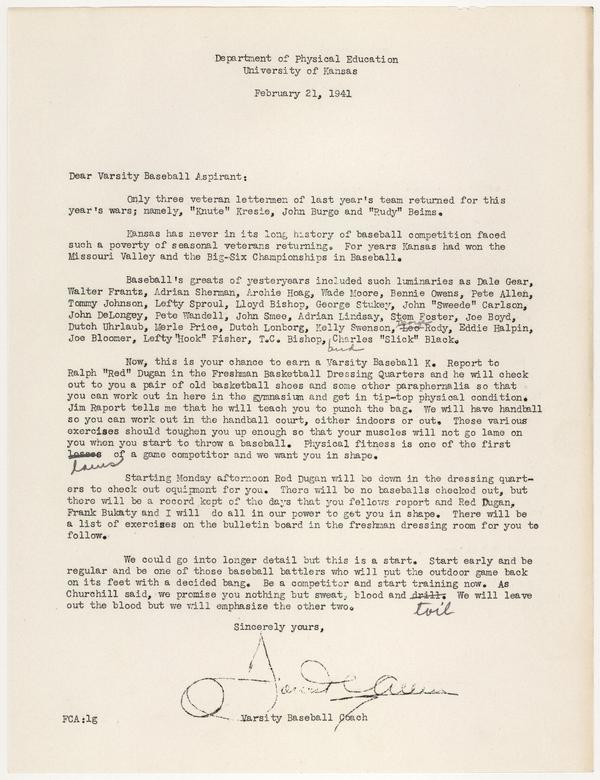 Department of Physical Education
University of Kansas
February 21, 1941
Dear Varsity Baseball Aspirant:
Only three veteran lettermen of last year's team returned for this
year's wars; namely, "Knute" Kresie, John Burge and "Rudy" Beims.
Kansas has never in its long history of baseball competition faced
such a poverty of seasonal veterans returning. For years Kansas had won the
Missouri Valley and the Big-Six Championships in Baseball.
Baseball's greats of yesteryears included such luminaries as Dale Gear,
Walter Frantz, Adrian Sherman, Archie Hoag, Wade Moore, Bennie Owens, Pete Allen,
Tommy Johnson, Lefty Sproul, Lloyd Bishop, George Stukey, John "Sweede" Carlson,
John DeLongey, Pete Wandell, John Smee, Adrian Lindsay, Stem Foster, Joe Boyd,
Dutch Uhrlaub, Merle Price, Dutch Lonborg, Kelly Swenson, Leo Rody, Eddie Halpin,
Joe Bloomer, Lefty "Hook" Fisher, T.C. Bishop, and Charles "Slick" Black.
Now, this is your chance to earn a Varsity Baseball K. Report to
Ralph "Red" Dugan in the Freshman Basketball Dressing Quarters and he will check
out to you a pair of old basketball shoes and some other paraphernalia so that
you can work out in here in the gymnasium and get in tip-top physical condition.
Jim Raport tells me that he will teach you to punch the bag. We will have handball
so you can work out in the handball court, either indoors or out. These various
exercises should toughen you up enough so that your muscles will not go lame on
you when you start to throw a baseball. Physical fitness is one of the first
losses laws of a game competitor and we want you in shape.
Starting Monday afternoon Red Dugan will be down in the dressing quart-
ers to check out equipment for you. There will be no baseballs checked out, but
there will be a record kept of the days that you fellows report and Red Dugan,
Frank Bukaty and I will do all in our power to get you in shape. There will be
a list of exercises on the bulletin board in the freshman dressing room for you to
follow.
We could go into longer detail but this is a start. Start early and be
regular and be one of those baseball battlers who will put the outdoor game back
on its feet with a decided bang. Be a competitor and start training now. As
Churchill said, we promise you nothing but sweat, blood and drill. toil We will leave
out the blood but we will emphasize the other two.
Sincerely yours,
Forrest C. Allen
Varsity Baseball Coach
FCA:lg